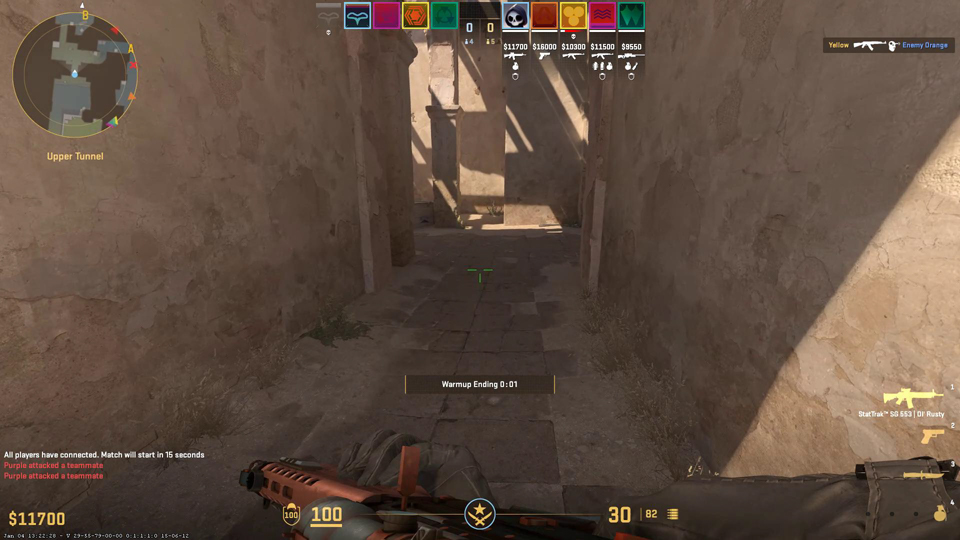 B
A
0 0
4 5
$11700 $16000 $10300 $11500 $9550
Yellow Enemy Orange
Upper Tunnel
Warmup Ending 0:01
1
StatTrak™ SG 553 | Ol' Rusty
2
3
4
All players have connected. Match will start in 15 seconds
Purple attacked a teammate
Purple attacked a teammate
$11700
100 100
30 | 82